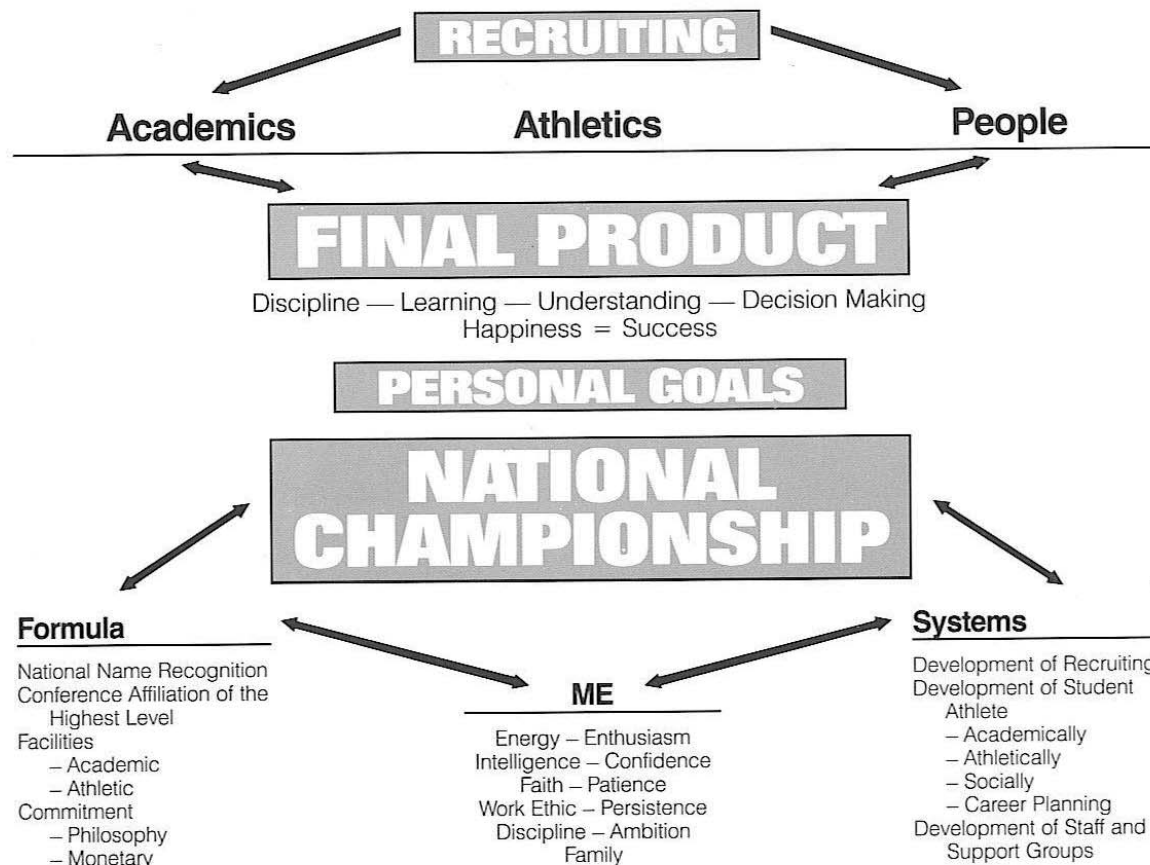 RECRUITING
Academics
Athletics
People
FINAL PRODUCT
Discipline — Learning — Understanding — Decision Making
Happiness = Success
PERSONAL GOALS
NATIONAL
CHAMPIONSHIP
Formula
National Name Recognition
Conference Affiliation of the
Highest Level
Facilities
– Academic
– Athletic
Commitment
– Philosophy
– Monetary
ME
Energy – Enthusiasm
Intelligence – Confidence
Faith – Patience
Work Ethic – Persistence
Discipline – Ambition
Family
Systems
Development of Recruiting
Development of Student
Athlete
– Academically
– Athletically
– Socially
– Career Planning
Development of Staff and
Support Groups